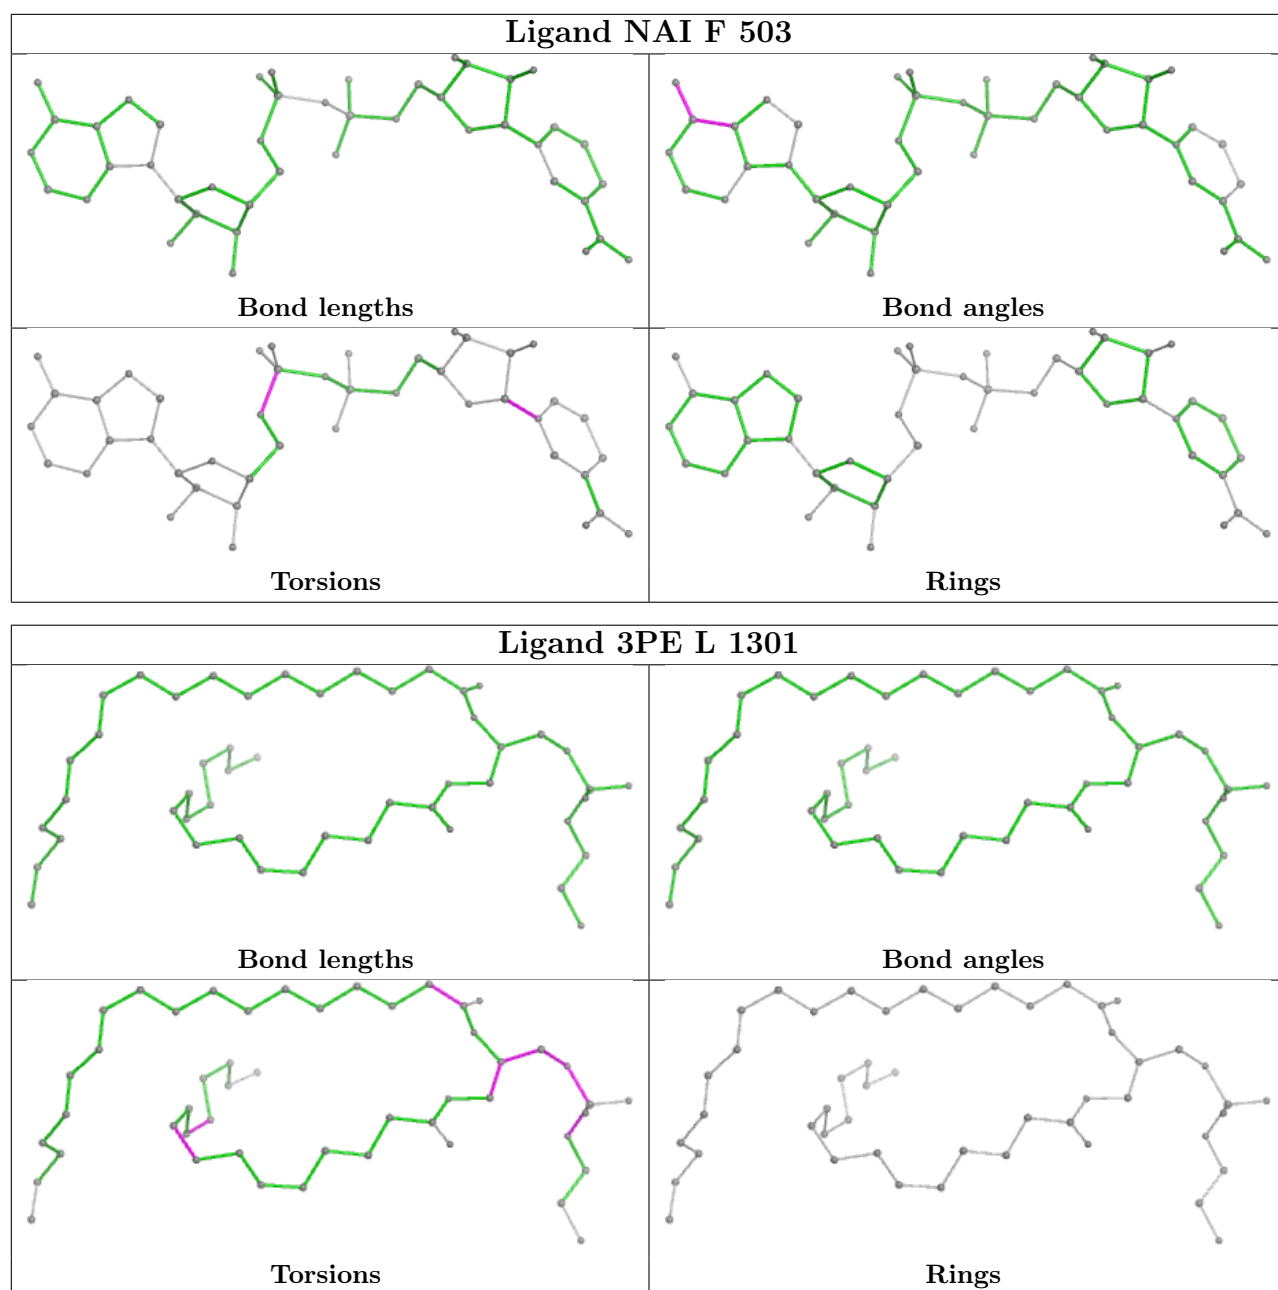 Ligand NAI F 503
Bond lengths
Bond angles
Torsions
Rings
Ligand 3PE L 1301
Bond lengths
Bond angles
Torsions
Rings